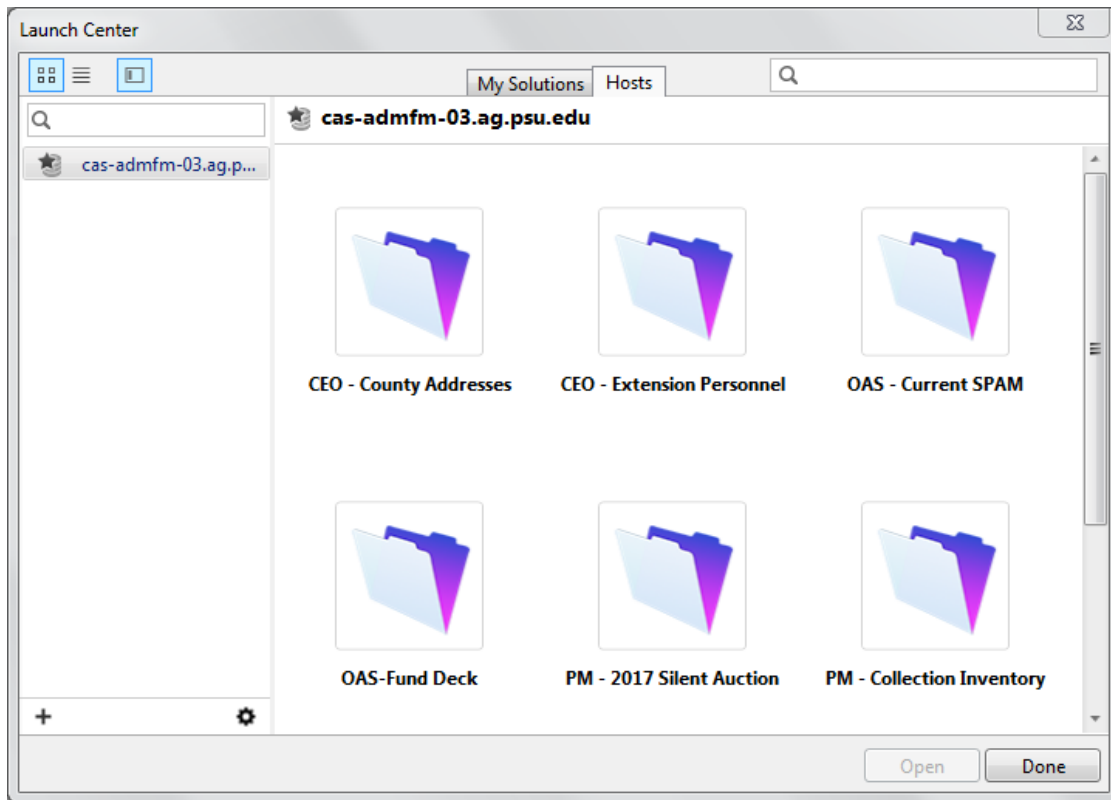 Launch Center
My Solutions
Hosts
cas-admfm-03.ag.psu.edu
cas-admfm-03.ag.p...
CEO - County Addresses
CEO - Extension Personnel
OAS - Current SPAM
OAS-Fund Deck
PM - 2017 Silent Auction
PM - Collection Inventory
Open
Done